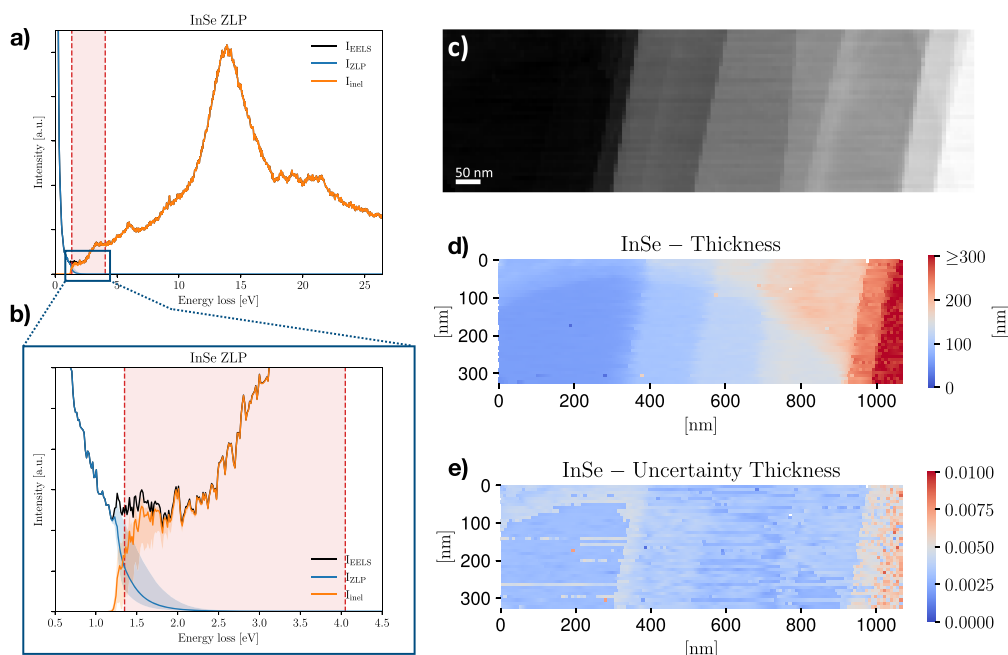 a)
InSe ZLP
Intensity [a.u.]
I_EELS
I_ZLP
I_inel
0 5 10 15 20 25
Energy loss [eV]
b)
InSe ZLP
Intensity [a.u.]
I_EELS
I_ZLP
I_inel
0.5 1.0 1.5 2.0 2.5 3.0 3.5 4.0 4.5
Energy loss [eV]
c)
50 nm
d)
InSe − Thickness
0
100
200
300
[nm]
0 200 400 600 800 1000
[nm]
≥300
200
100
0
[nm]
e)
InSe − Uncertainty Thickness
0
100
200
300
[nm]
0 200 400 600 800 1000
[nm]
0.0100
0.0075
0.0050
0.0025
0.0000